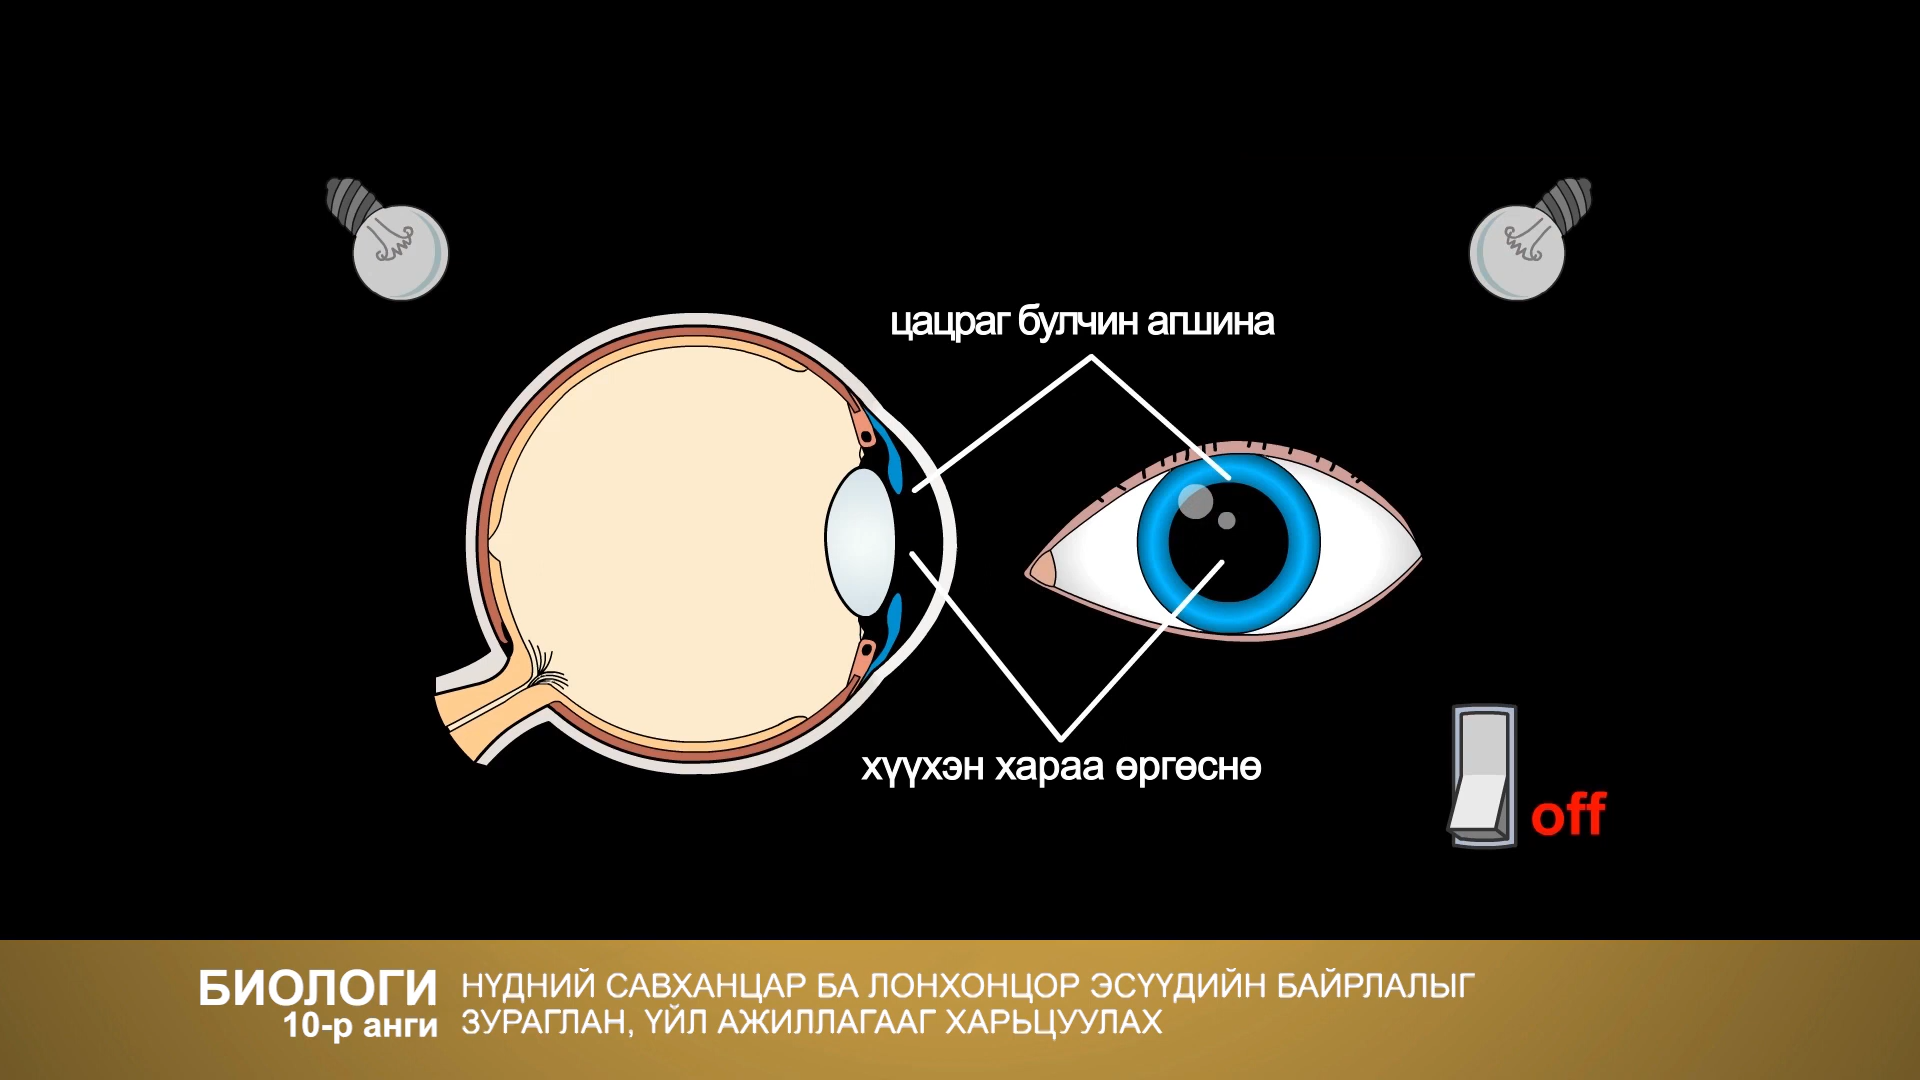 цацраг булчин агшина
хүүхэн хараа өргөснө
off
БИОЛОГИ
10-р анги
НҮДНИЙ САВХАНЦАР БА ЛОНХОНЦОР ЭСҮҮДИЙН БАЙРЛАЛЫГ
ЗУРАГЛАН, ҮЙЛ АЖИЛЛАГААГ ХАРЬЦУУЛАХ